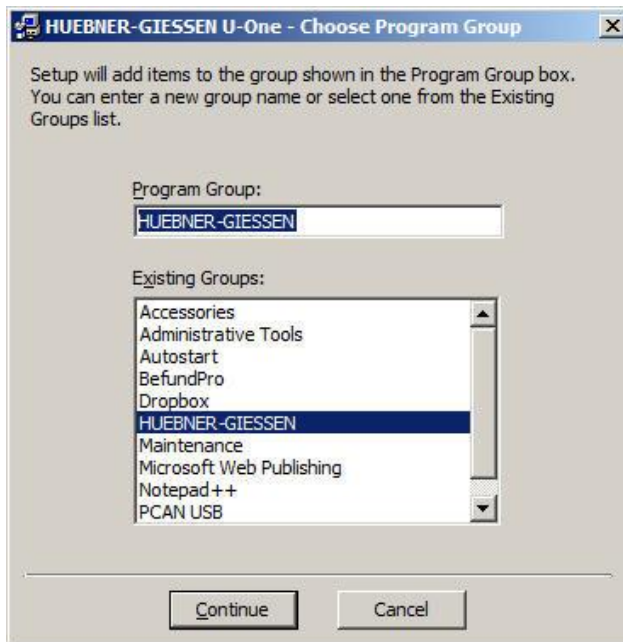 HUEBNER-GIESSEN U-One - Choose Program Group
Setup will add items to the group shown in the Program Group box.
You can enter a new group name or select one from the Existing
Groups list.
Program Group:
HUEBNER-GIESSEN
Existing Groups:
Accessories
Administrative Tools
Autostart
BefundPro
Dropbox
HUEBNER-GIESSEN
Maintenance
Microsoft Web Publishing
Notepad++
PCAN USB
Continue
Cancel